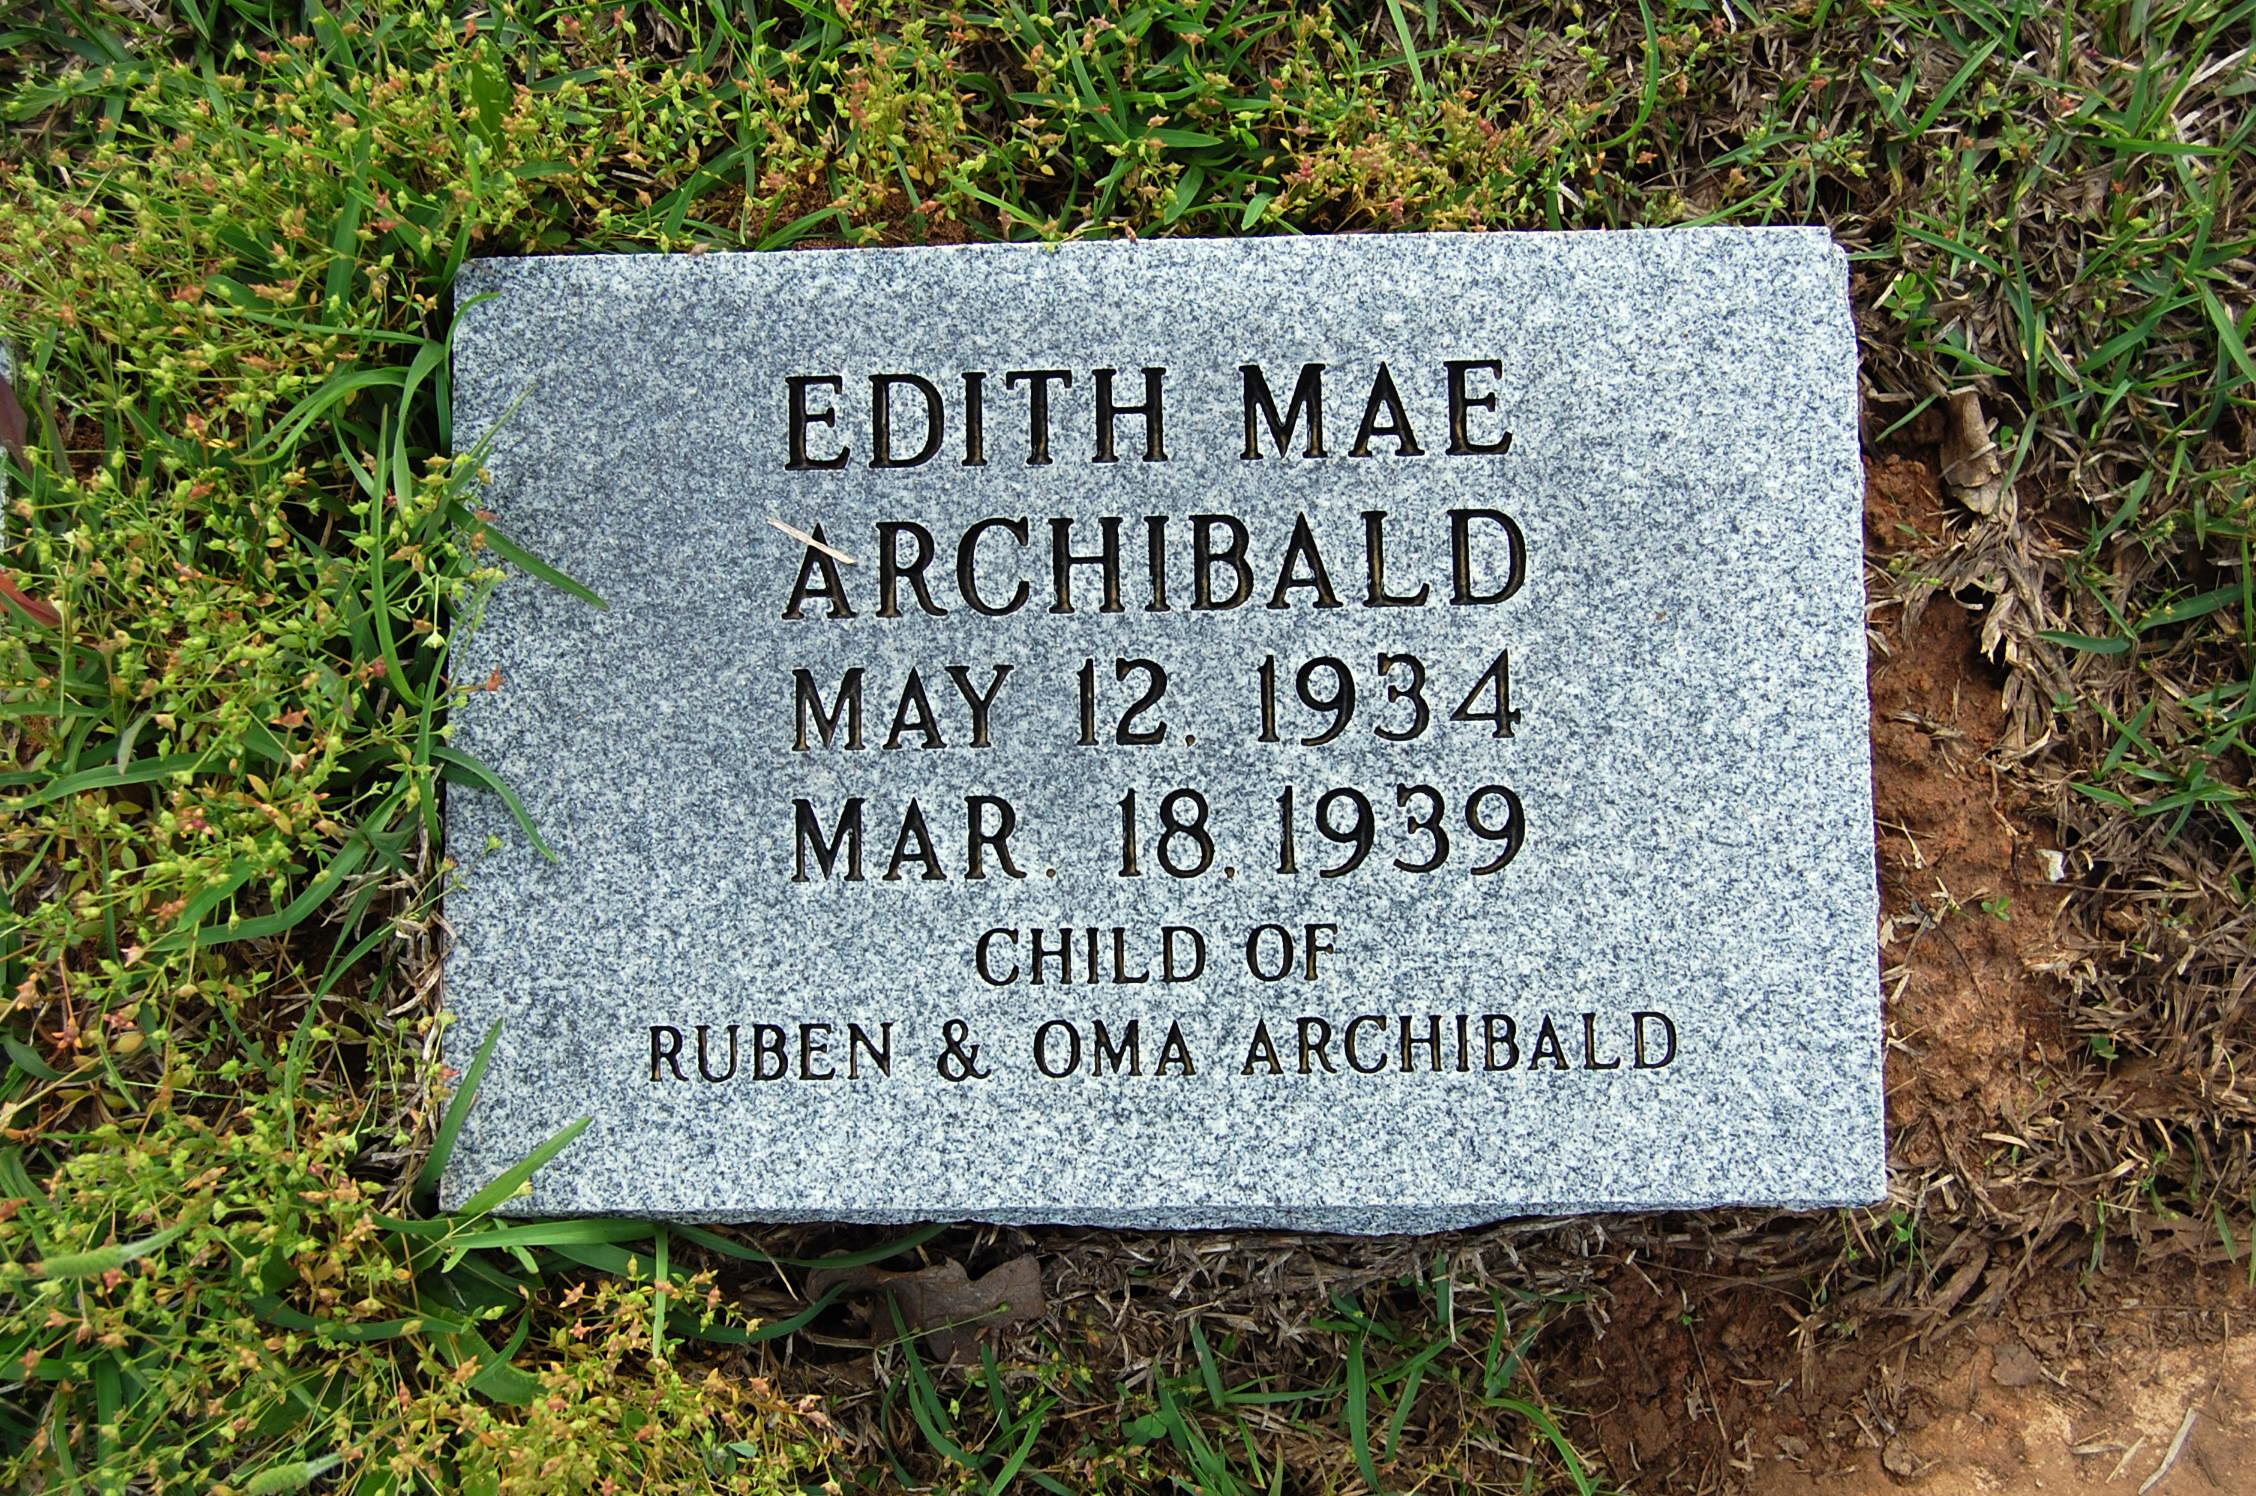 EDITH MAE
ARCHIBALD
MAY 12, 1934
MAR. 18, 1939
CHILD OF
RUBEN & OMA ARCHIBALD